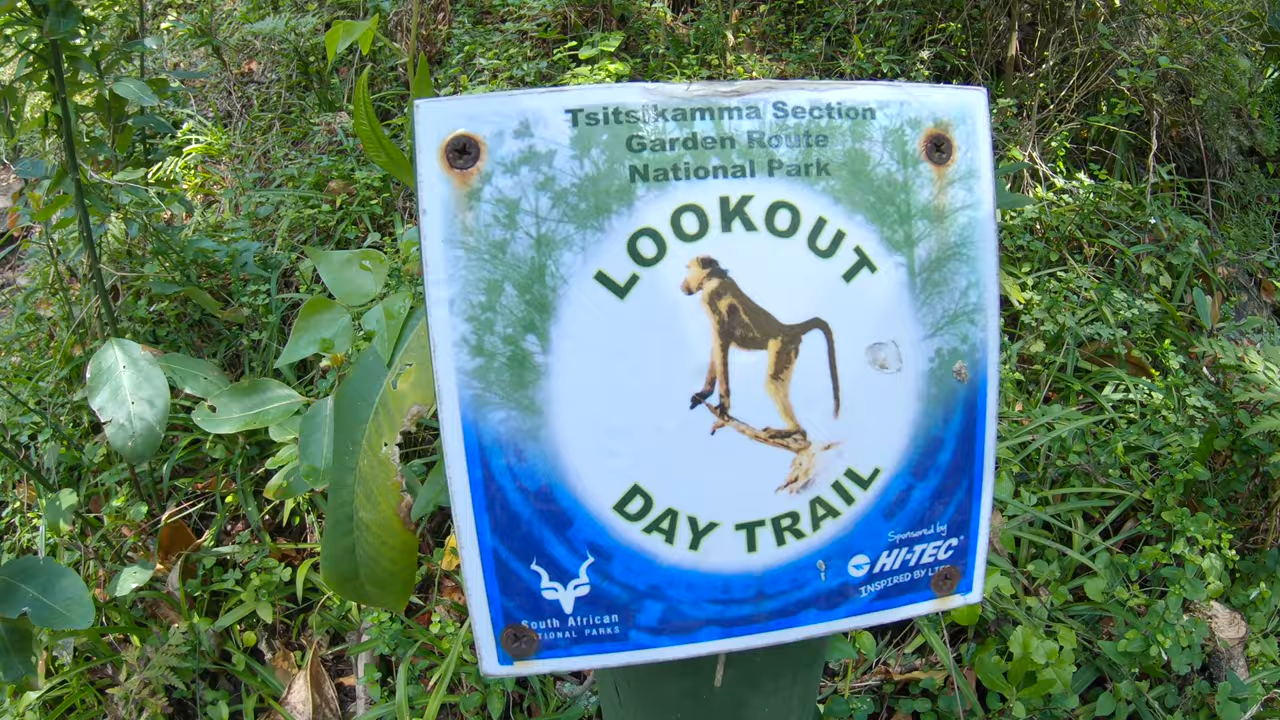 Tsitsikamma Section
Garden Route
National Park
LOOKOUT
DAY TRAIL
Sponsored by
HI-TEC®
INSPIRED BY LIFE
South African
NATIONAL PARKS